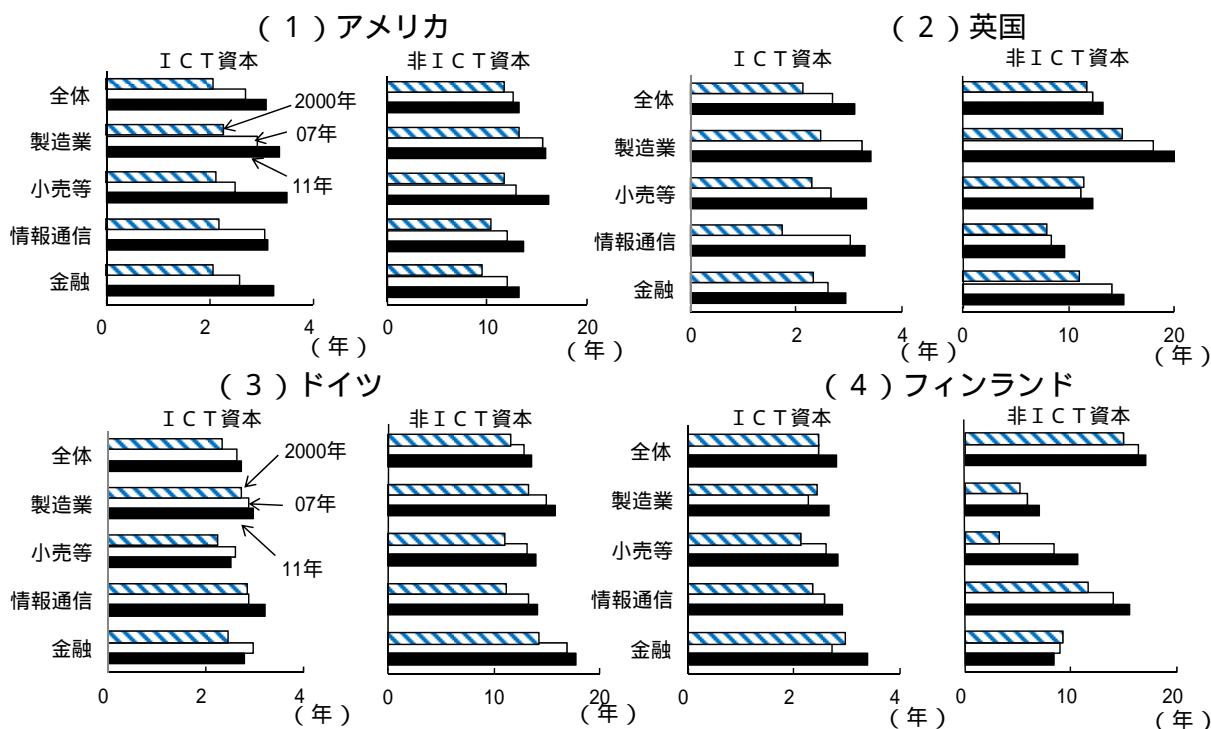 (1)アメリカ
ICT資本
非ICT資本
全体
製造業
小売等
情報通信
金融
2000年
07年
11年
0 2 4
(年)
0 10 20
(年)
(2)英国
ICT資本
非ICT資本
全体
製造業
小売等
情報通信
金融
0 2 4
(年)
0 10 20
(年)
(3)ドイツ
ICT資本
非ICT資本
全体
製造業
小売等
情報通信
金融
2000年
07年
11年
0 2 4
(年)
0 10 20
(年)
(4)フィンランド
ICT資本
非ICT資本
全体
製造業
小売等
情報通信
金融
0 2 4
(年)
0 10 20
(年)